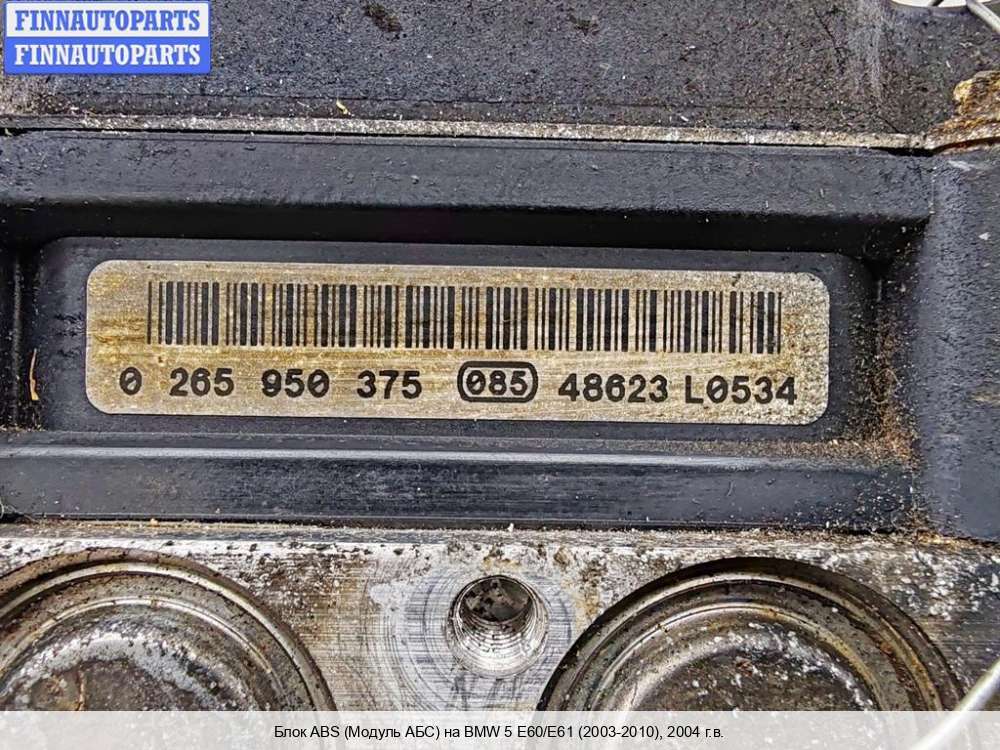 FINNAUTOPARTS
FINNAUTOPARTS
0 265 950 375 085 48623 L0534
Блок ABS (Модуль АБС) на BMW 5 E60/E61 (2003-2010), 2004 г.в.